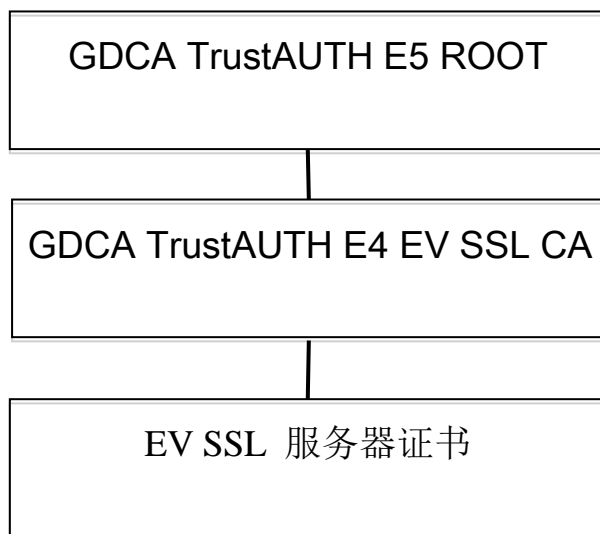 GDCA TrustAUTH E5 ROOT
GDCA TrustAUTH E4 EV SSL CA
EV SSL 服务器证书